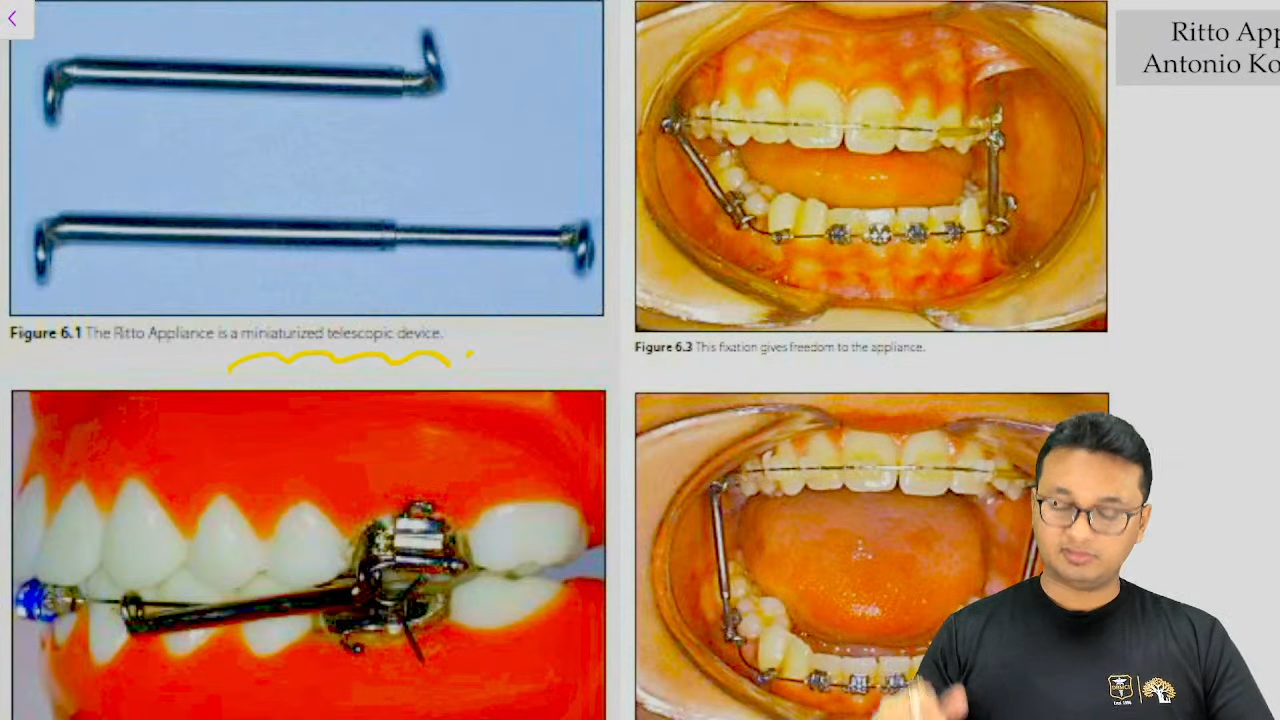 Ritto App
Antonio Ko
Figure 6.1 The Ritto Appliance is a miniaturized telescopic device.
Figure 6.3 This fixation gives freedom to the appliance.